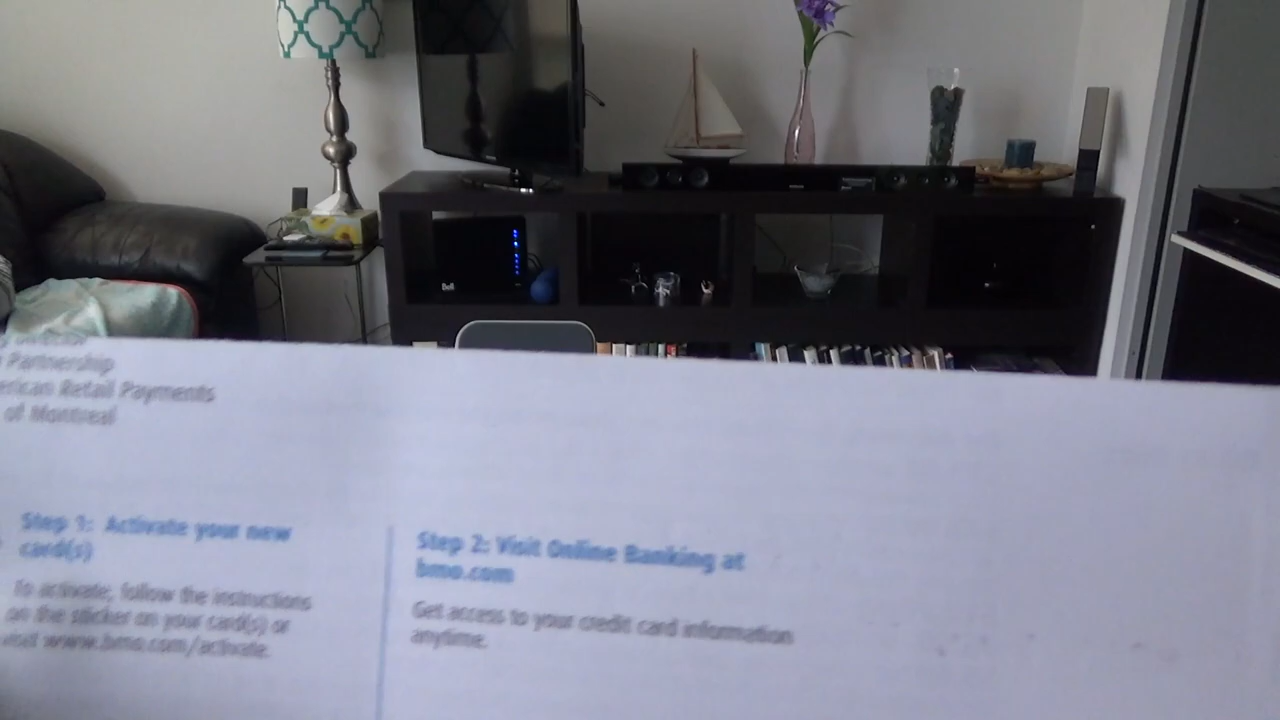 Bell
Partnership
erican Retail Payments
of Montreal
Step 1: Activate your new
card(s)
To activate, follow the instructions
on the sticker on your card(s) or
visit www.bmo.com/activate.
Step 2: Visit Online Banking at
bmo.com
Get access to your credit card information
anytime.